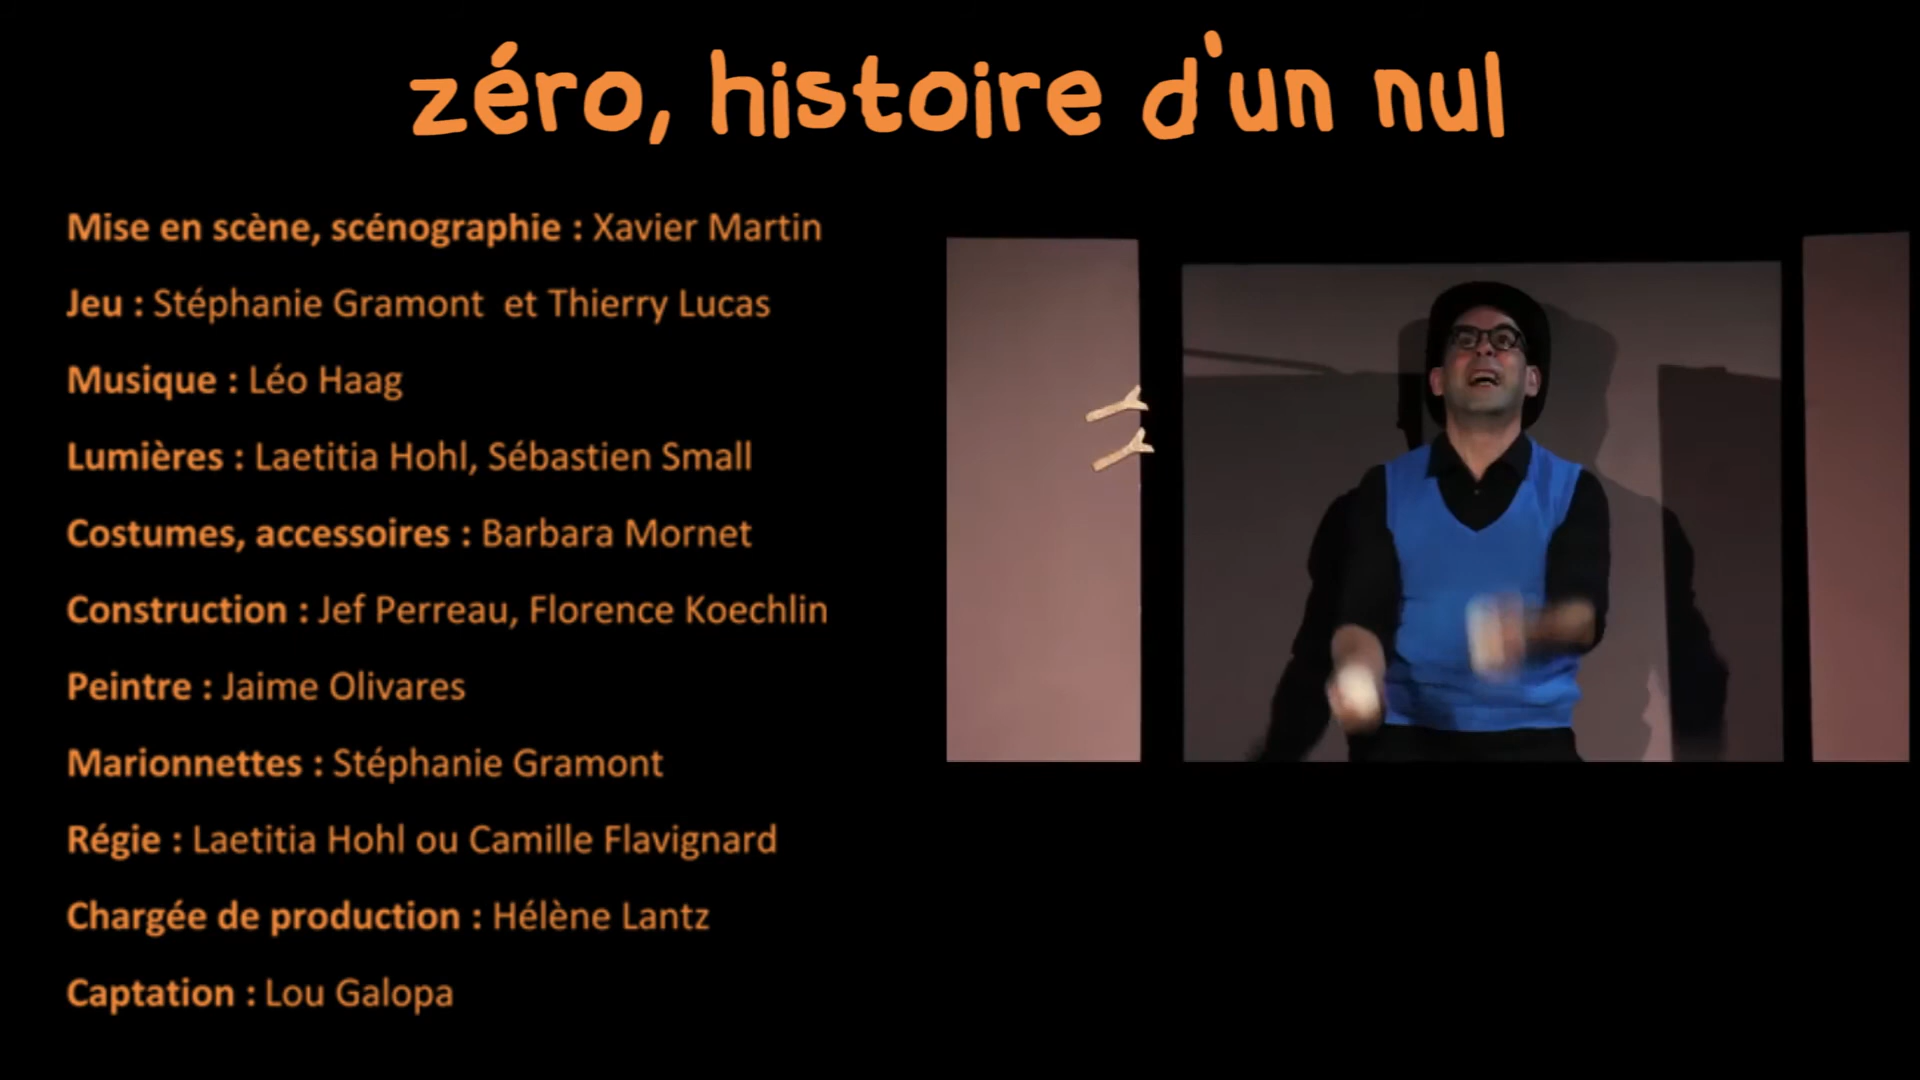 zéro, histoire d'un nul
Mise en scène, scénographie : Xavier Martin
Jeu : Stéphanie Gramont et Thierry Lucas
Musique : Léo Haag
Lumières : Laetitia Hohl, Sébastien Small
Costumes, accessoires : Barbara Mornet
Construction : Jef Perreau, Florence Koechlin
Peintre : Jaime Olivares
Marionnettes : Stéphanie Gramont
Régie : Laetitia Hohl ou Camille Flavignard
Chargée de production : Hélène Lantz
Captation : Lou Galopa